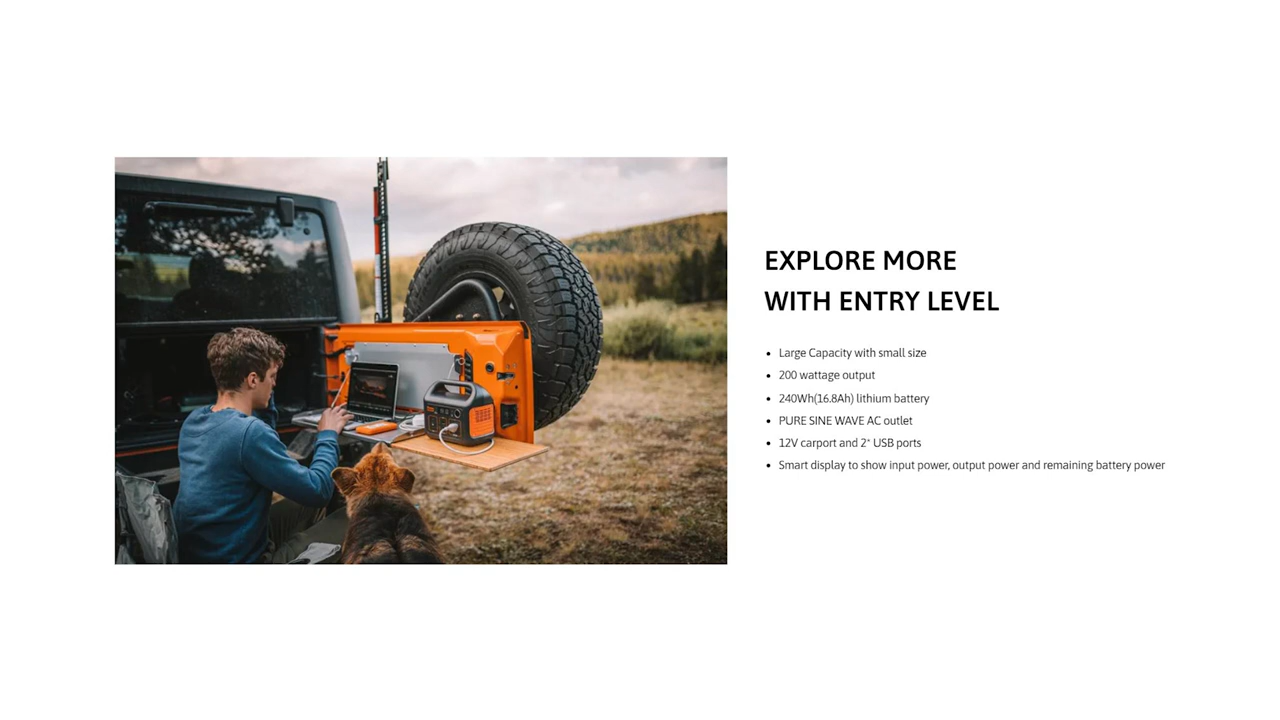 EXPLORE MORE
WITH ENTRY LEVEL
• Large Capacity with small size
• 200 wattage output
• 240Wh(16.8Ah) lithium battery
• PURE SINE WAVE AC outlet
• 12V carport and 2* USB ports
• Smart display to show input power, output power and remaining battery power